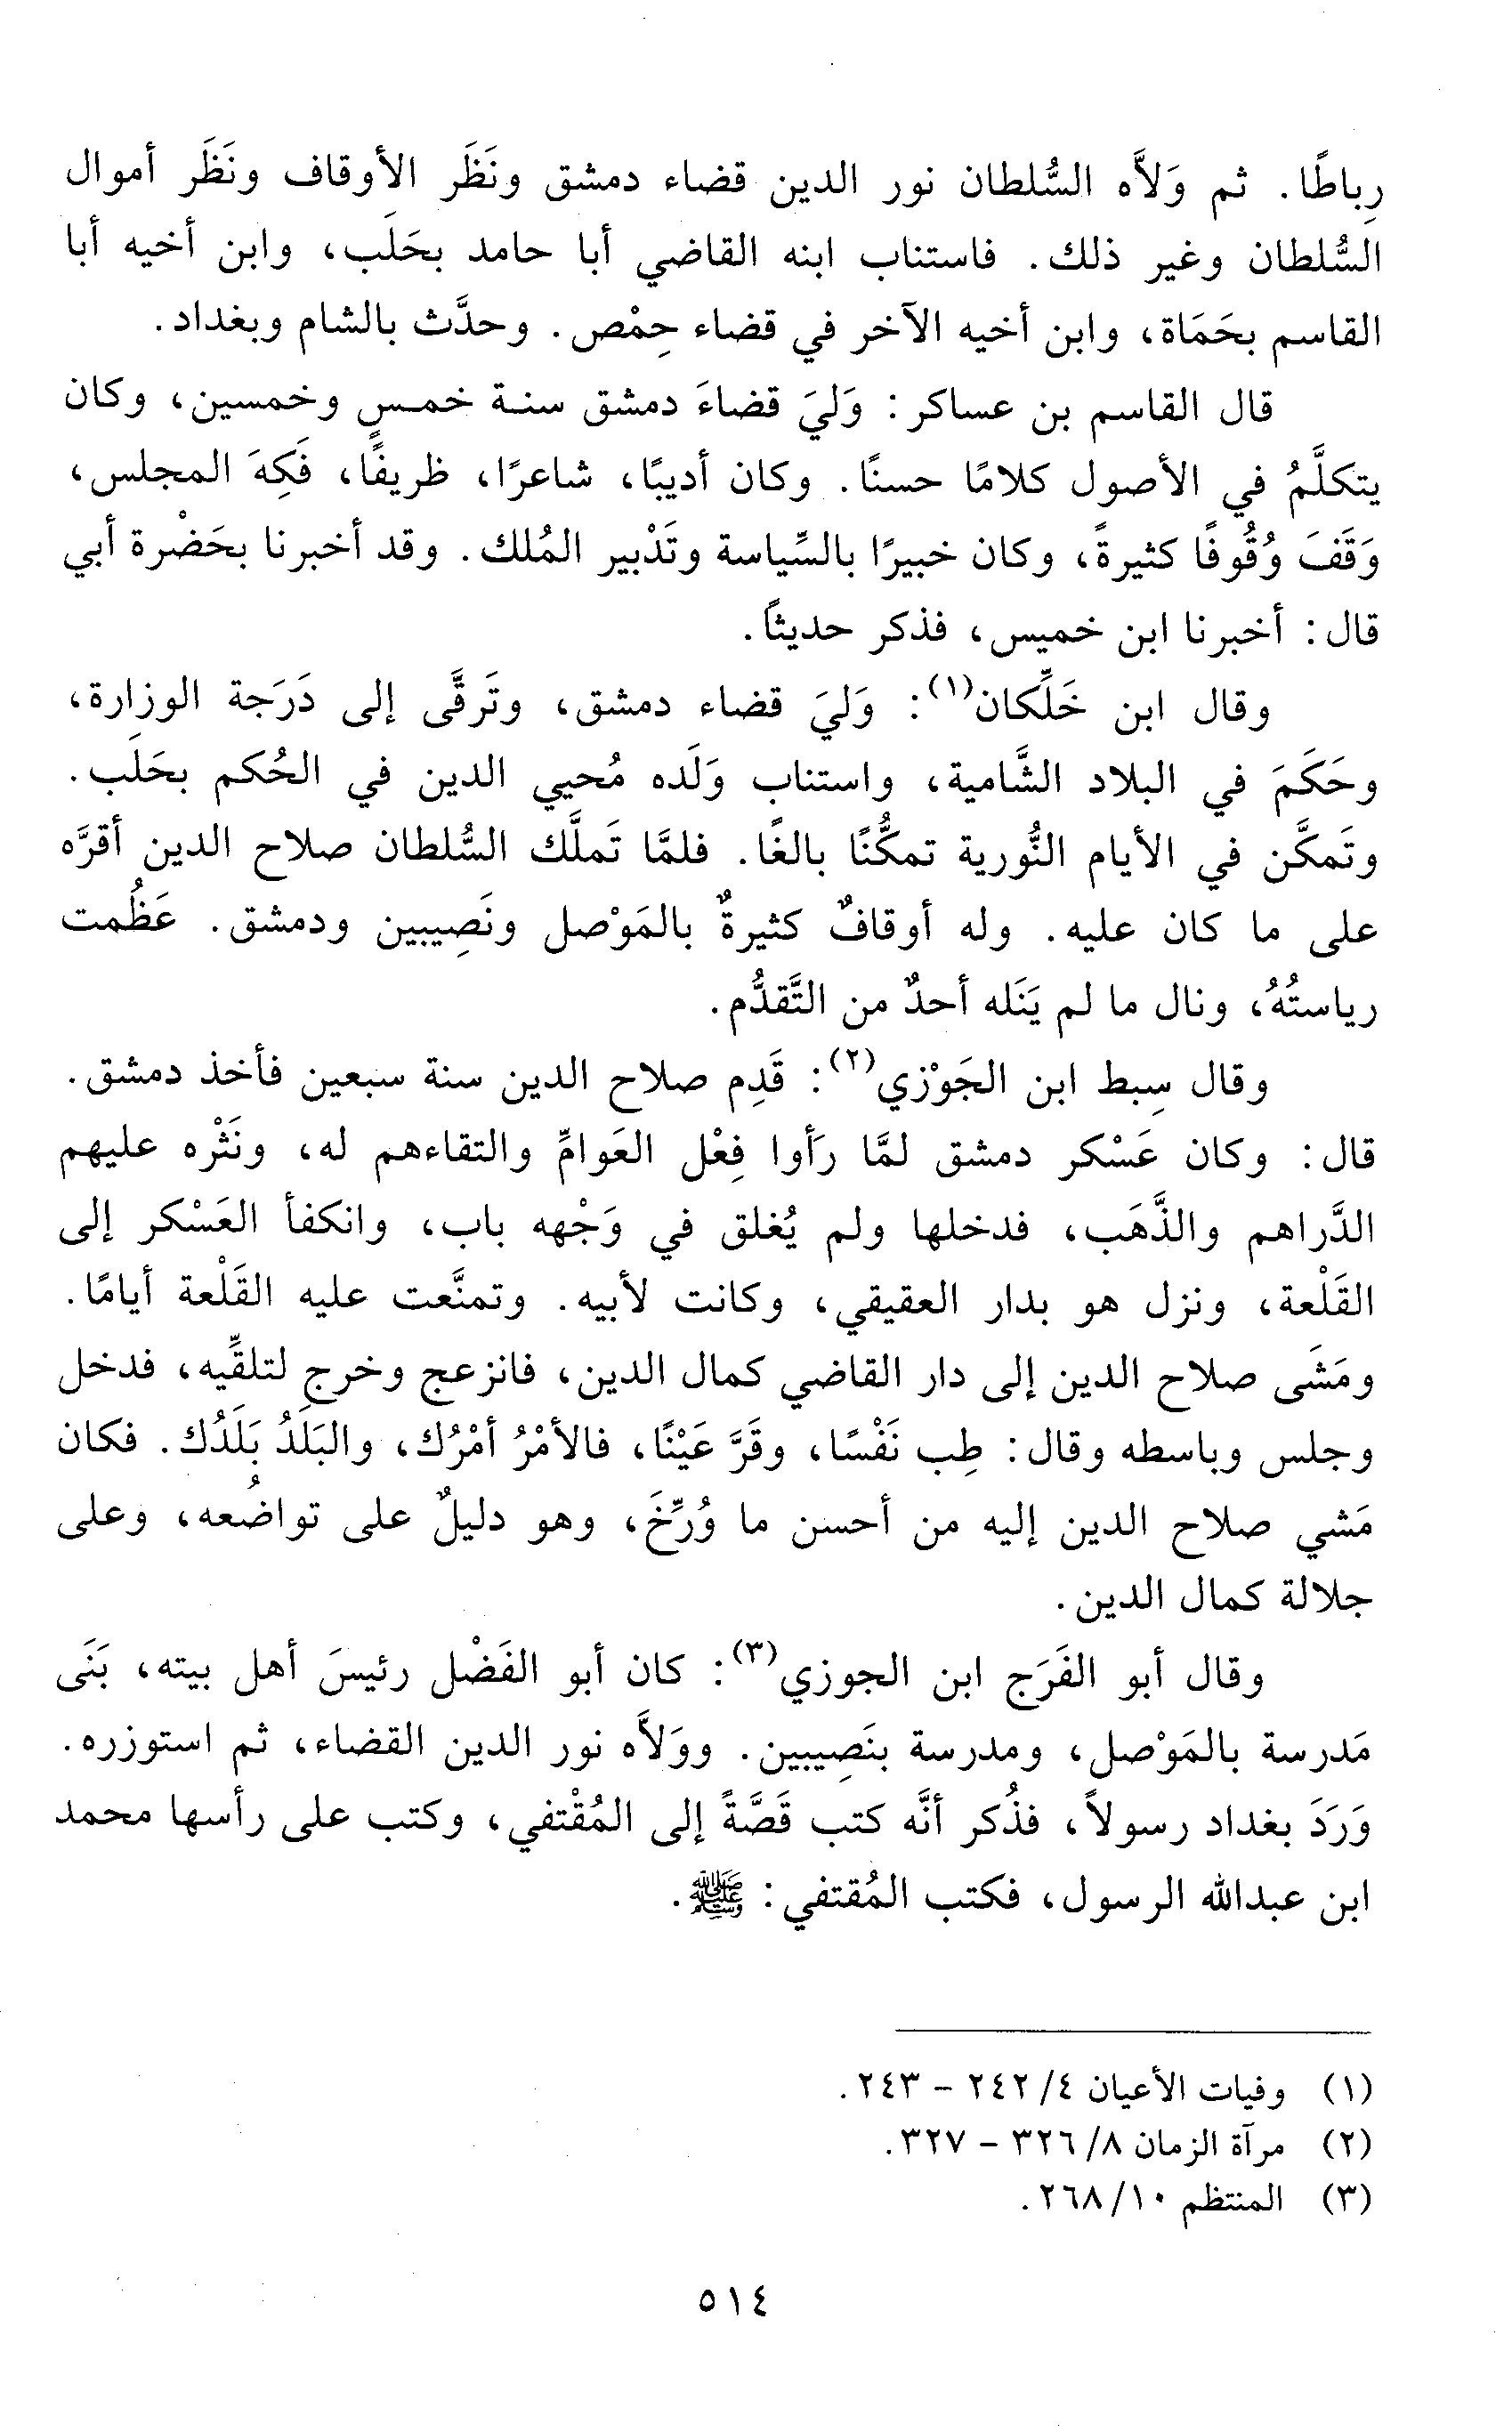 رِباطًا. ثم وَلاَّه السُّلطان نور الدين قضاء دمشق ونَظَر الأوقاف ونَظَر أموال
السُّلطان وغير ذلك. فاستناب ابنه القاضي أبا حامد بحَلَب، وابن أخيه أبا
القاسم بحَمَاة، وابن أخيه الآخر في قضاء حِمْص. وحدَّث بالشام وبغداد.
قال القاسم بن عساكر: وَليَ قضاءَ دمشق سنة خمسٍ وخمسين، وكان
يتكلَّمُ في الأصول كلامًا حسنًا. وكان أديبًا، شاعرًا، ظريفًا، فَكِهَ المجلس،
وَقَفَ وُقُوفًا كثيرةً، وكان خبيرًا بالسِّياسة وتَدْبير المُلك. وقد أخبرنا بحَضْرة أبي
قال: أخبرنا ابن خميس، فذكر حديثًا.
وقال ابن خَلِّكان(١): وَليَ قضاء دمشق، وتَرقَّى إلى دَرَجة الوزارة،
وحَكَمَ في البلاد الشَّامية، واستناب وَلَده مُحيي الدين في الحُكم بحَلَب.
وتَمكَّن في الأيام النُّورية تمكُّنًا بالغًا. فلمَّا تَملَّك السُّلطان صلاح الدين أقرَّه
على ما كان عليه. وله أوقافٌ كثيرةٌ بالمَوْصل ونَصِيبين ودمشق. عَظُمت
رياستُهُ، ونال ما لم يَنَله أحدٌ من التَّقدُّم.
وقال سِبط ابن الجَوْزي(٢): قَدِم صلاح الدين سنة سبعين فأخذ دمشق.
قال: وكان عَسْكر دمشق لمَّا رَأوا فِعْل العَوامِّ والتقاءهم له، ونَثْره عليهم
الدَّراهم والذَّهَب، فدخلها ولم يُغلق في وَجْهه باب، وانكفأ العَسْكر إلى
القَلْعة، ونزل هو بدار العقيقي، وكانت لأبيه. وتمنَّعت عليه القَلْعة أيامًا.
ومَشَى صلاح الدين إلى دار القاضي كمال الدين، فانزعج وخرج لتلقِّيه، فدخل
وجلس وباسطه وقال: طِب نَفْسًا، وقَرَّ عَيْنًا، فالأمْرُ أمْرُك، والبَلَدُ بَلَدُك. فكان
مَشي صلاح الدين إليه من أحسن ما وُرِّخَ، وهو دليلٌ على تواضُعه، وعلى
جلالة كمال الدين.
وقال أبو الفَرَج ابن الجوزي(٣): كان أبو الفَضْل رئيسَ أهل بيته، بَنَى
مَدرسة بالمَوْصل، ومدرسة بنَصِيبين. ووَلاَّه نور الدين القضاء، ثم استوزره.
وَرَدَ بغداد رسولاً، فذُكر أنَّه كتب قَصَّةً إلى المُقْتفي، وكتب على رأسها محمد
ابن عبدالله الرسول، فكتب المُقتفي: ﷺ.
(١) وفيات الأعيان ٤/ ٢٤٢ - ٢٤٣.
(٢) مرآة الزمان ٨/ ٣٢٦ - ٣٢٧.
(٣) المنتظم ١٠/ ٢٦٨.
٥١٤